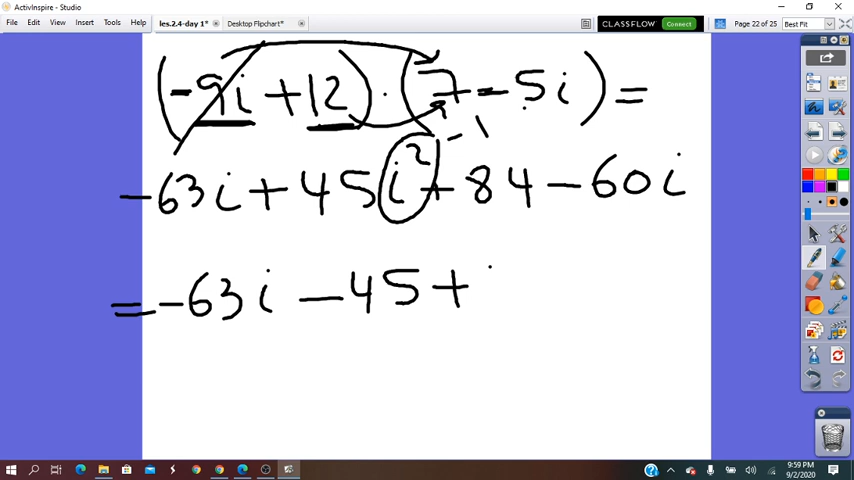 ActivInspire - Studio
File Edit View Insert Tools Help les.2.4-day 1* Desktop Flipchart* CLASSFLOW Connect Page 22 of 25 Best Fit
(-9i + 12) · (7 - 5i) =
-1
-63i + 45i² + 84 - 60i
= -63i - 45 +
9:59 PM
9/2/2020